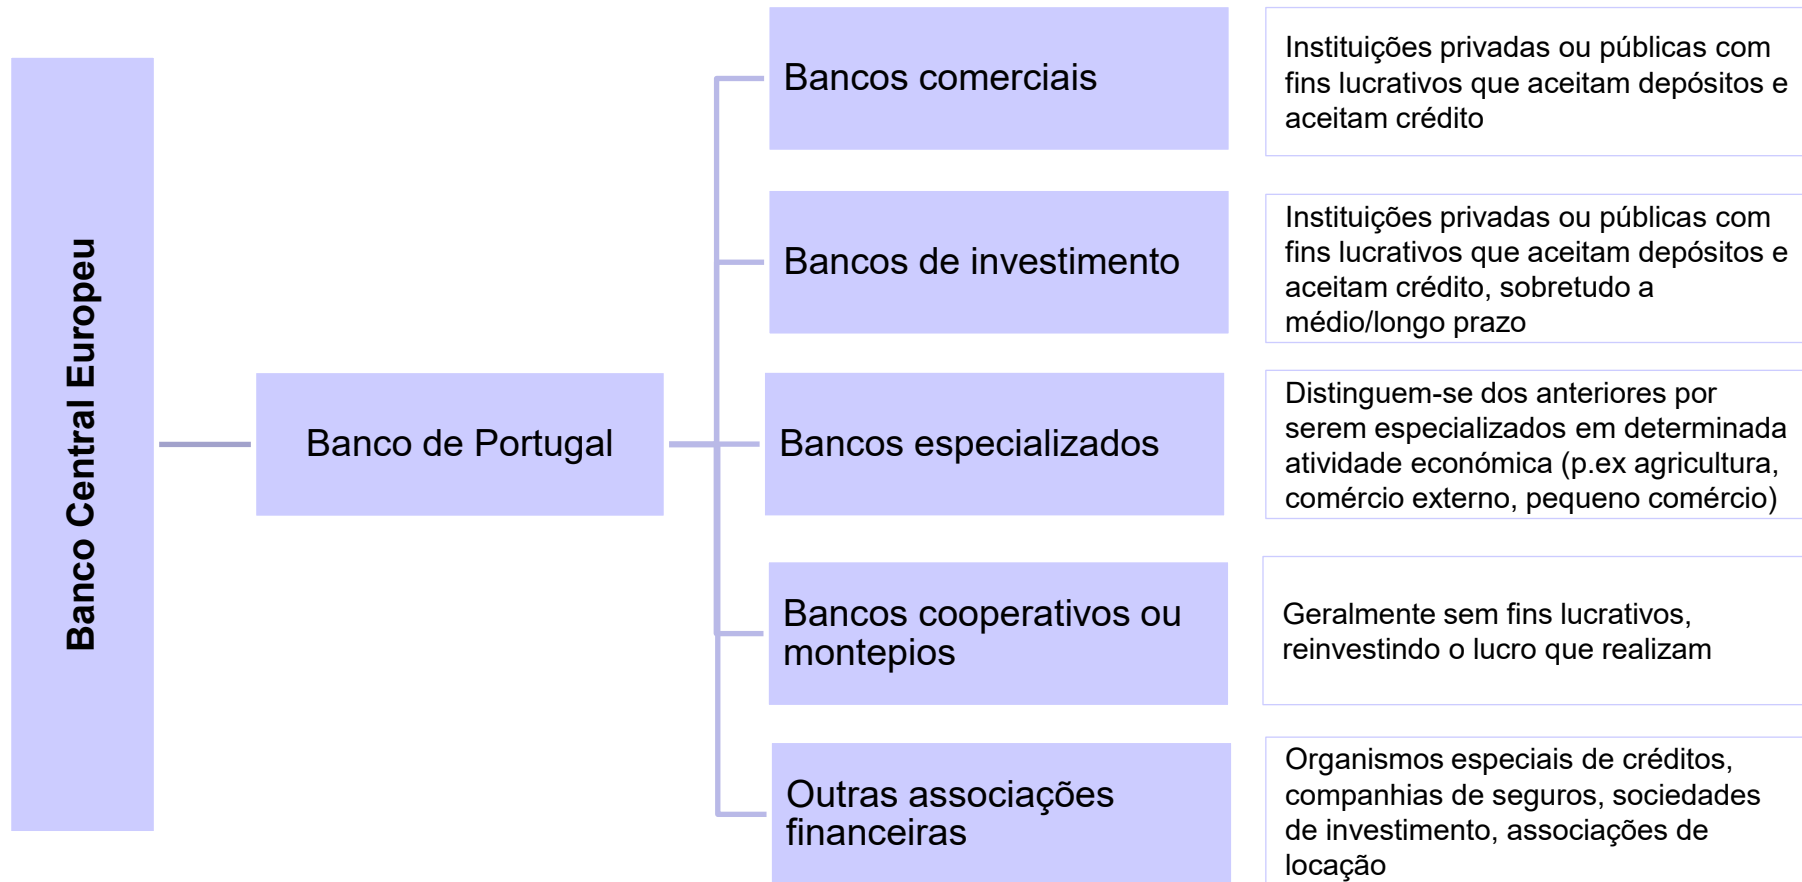 Banco Central Europeu
Banco de Portugal
Bancos comerciais
Instituições privadas ou públicas com
fins lucrativos que aceitam depósitos e
aceitam crédito
Bancos de investimento
Instituições privadas ou públicas com
fins lucrativos que aceitam depósitos e
aceitam crédito, sobretudo a
médio/longo prazo
Bancos especializados
Distinguem-se dos anteriores por
serem especializados em determinada
atividade económica (p.ex agricultura,
comércio externo, pequeno comércio)
Bancos cooperativos ou
montepios
Geralmente sem fins lucrativos,
reinvestindo o lucro que realizam
Outras associações
financeiras
Organismos especiais de créditos,
companhias de seguros, sociedades
de investimento, associações de
locação